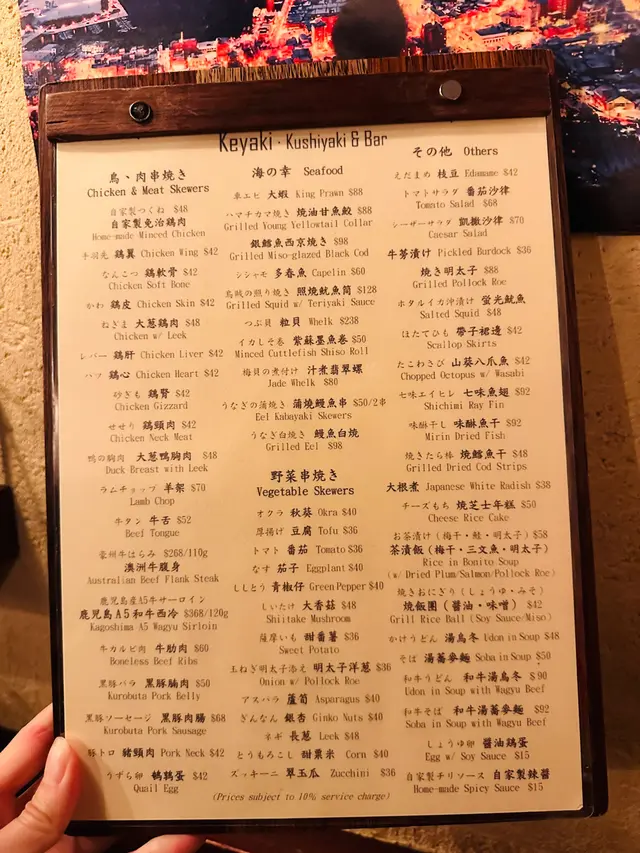 Keyaki · Kushiyaki & Bar
鳥、肉串焼き
Chicken & Meat Skewers
自家製つくね $48
自家製免治鷄肉
Home-made Minced Chicken
手羽先 鷄翼 Chicken Wing $42
なんこつ 鷄軟骨 $42
Chicken Soft Bone
かわ 鷄皮 Chicken Skin $42
ねぎま 大葱鷄肉 $48
Chicken w/ Leek
レバー 鷄肝 Chicken Liver $42
ハツ 鷄心 Chicken Heart $42
砂ぎも 鷄腎 $42
Chicken Gizzard
せせり 鷄頸肉 $42
Chicken Neck Meat
鴨の胸肉 大葱鴨胸肉 $48
Duck Breast with Leek
ラムチョップ 羊架 $70
Lamb Chop
牛タン 牛舌 $52
Beef Tongue
豪州牛はらみ $268/110g
澳洲牛腹身
Australian Beef Flank Steak
鹿児島産A5和牛サーロイン
鹿児島A5和牛西冷 $368/120g
Kagoshima A5 Wagyu Sirloin
牛カルビ肉 牛肋肉 $60
Boneless Beef Ribs
黒豚バラ 黑豚腩肉 $50
Kurobuta Pork Belly
黒豚ソーセージ 黑豚肉腸 $68
Kurobuta Pork Sausage
豚トロ 豬頸肉 Pork Neck $42
うずら卵 鵪鶉蛋 $42
Quail Egg
海の幸 Seafood
車エビ 大蝦 King Prawn $88
ハマチカマ焼き 燒油甘魚鮫 $88
Grilled Young Yellowtail Collar
銀鱈魚西京焼き $98
Grilled Miso-glazed Black Cod
シシャモ 多春魚 Capelin $60
烏賊の照り焼き 照燒魷魚筒 $128
Grilled Squid w/ Teriyaki Sauce
つぶ貝 粒貝 Whelk $238
イカしそ巻 紫蘇墨魚卷 $50
Minced Cuttlefish Shiso Roll
梅貝の煮付け 汁煮翡翠螺
Jade Whelk $80
うなぎの蒲焼き 蒲燒鰻魚串 $50/2串
Eel Kabayaki Skewers
うなぎ白焼き 鰻魚白燒
Grilled Eel $98
野菜串焼き
Vegetable Skewers
オクラ 秋葵 Okra $40
厚揚げ 豆腐 Tofu $36
トマト 番茄 Tomato $36
なす 茄子 Eggplant $40
ししとう 青椒仔 Green Pepper $40
しいたけ 大香菇 $48
Shiitake Mushroom
薩摩いも 甜番薯 $36
Sweet Potato
玉ねぎ明太子添え 明太子洋葱 $36
Onion w/ Pollock Roe
アスパラ 蘆筍 Asparagus $40
ぎんなん 銀杏 Ginko Nuts $40
ネギ 長葱 Leek $48
とうもろこし 甜粟米 Corn $40
ズッキーニ 翠玉瓜 Zucchini $36
その他 Others
えだまめ 枝豆 Edamame $42
トマトサラダ 番茄沙律
Tomato Salad $68
シーザーサラダ 凱撒沙律 $70
Caesar Salad
牛蒡漬け Pickled Burdock $36
焼き明太子 $88
Grilled Pollock Roe
ホタルイカ沖漬け 螢光魷魚
Salted Squid $48
ほたてひも 帶子裙邊 $42
Scallop Skirts
たこわさび 山葵八爪魚 $42
Chopped Octopus w/ Wasabi
七味エイヒレ 七味魚翅 $92
Shichimi Ray Fin
味醂干し 味醂魚干 $92
Mirin Dried Fish
焼きたら棒 燒鱈魚干 $48
Grilled Dried Cod Strips
大根煮 Japanese White Radish $38
チーズもち 燒芝士年糕 $50
Cheese Rice Cake
お茶漬け (梅干・鮭・明太子) $58
茶漬飯 (梅干・三文魚・明太子)
Rice in Bonito Soup
(w/ Dried Plum/Salmon/Pollock Roe)
焼きおにぎり (しょうゆ・みそ)
燒飯團 (醬油・味噌) $42
Grill Rice Ball (Soy Sauce/Miso)
かけうどん 湯烏冬 Udon in Soup $48
そば 湯蕎麥麵 Soba in Soup $50
和牛うどん 和牛湯烏冬 $90
Udon in Soup with Wagyu Beef
和牛そば 和牛湯蕎麥麵 $92
Soba in Soup with Wagyu Beef
しょうゆ卵 醬油鷄蛋
Egg w/ Soy Sauce $15
自家製チリソース 自家製辣醬
Home-made Spicy Sauce $15
(Prices subject to 10% service charge)